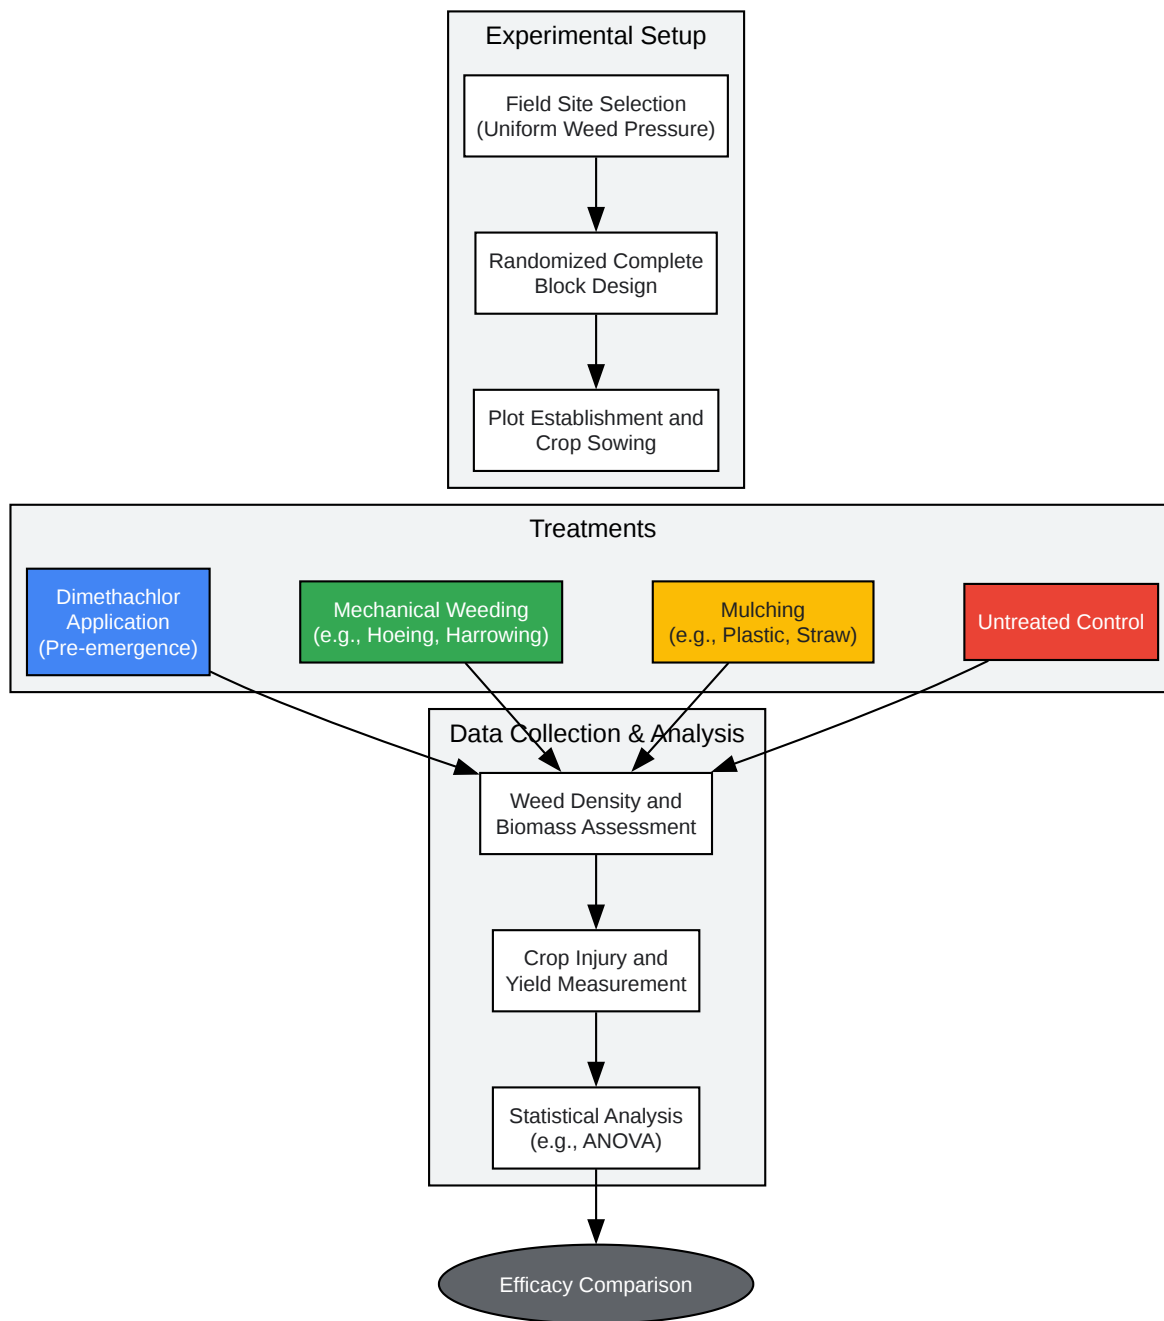 Experimental Setup
Field Site Selection
(Uniform Weed Pressure)
Randomized Complete
Block Design
Plot Establishment and
Crop Sowing
Treatments
Dimethachlor
Application
(Pre-emergence)
Mechanical Weeding
(e.g., Hoeing, Harrowing)
Mulching
(e.g., Plastic, Straw)
Untreated Control
Data Collection & Analysis
Weed Density and
Biomass Assessment
Crop Injury and
Yield Measurement
Statistical Analysis
(e.g., ANOVA)
Efficacy Comparison